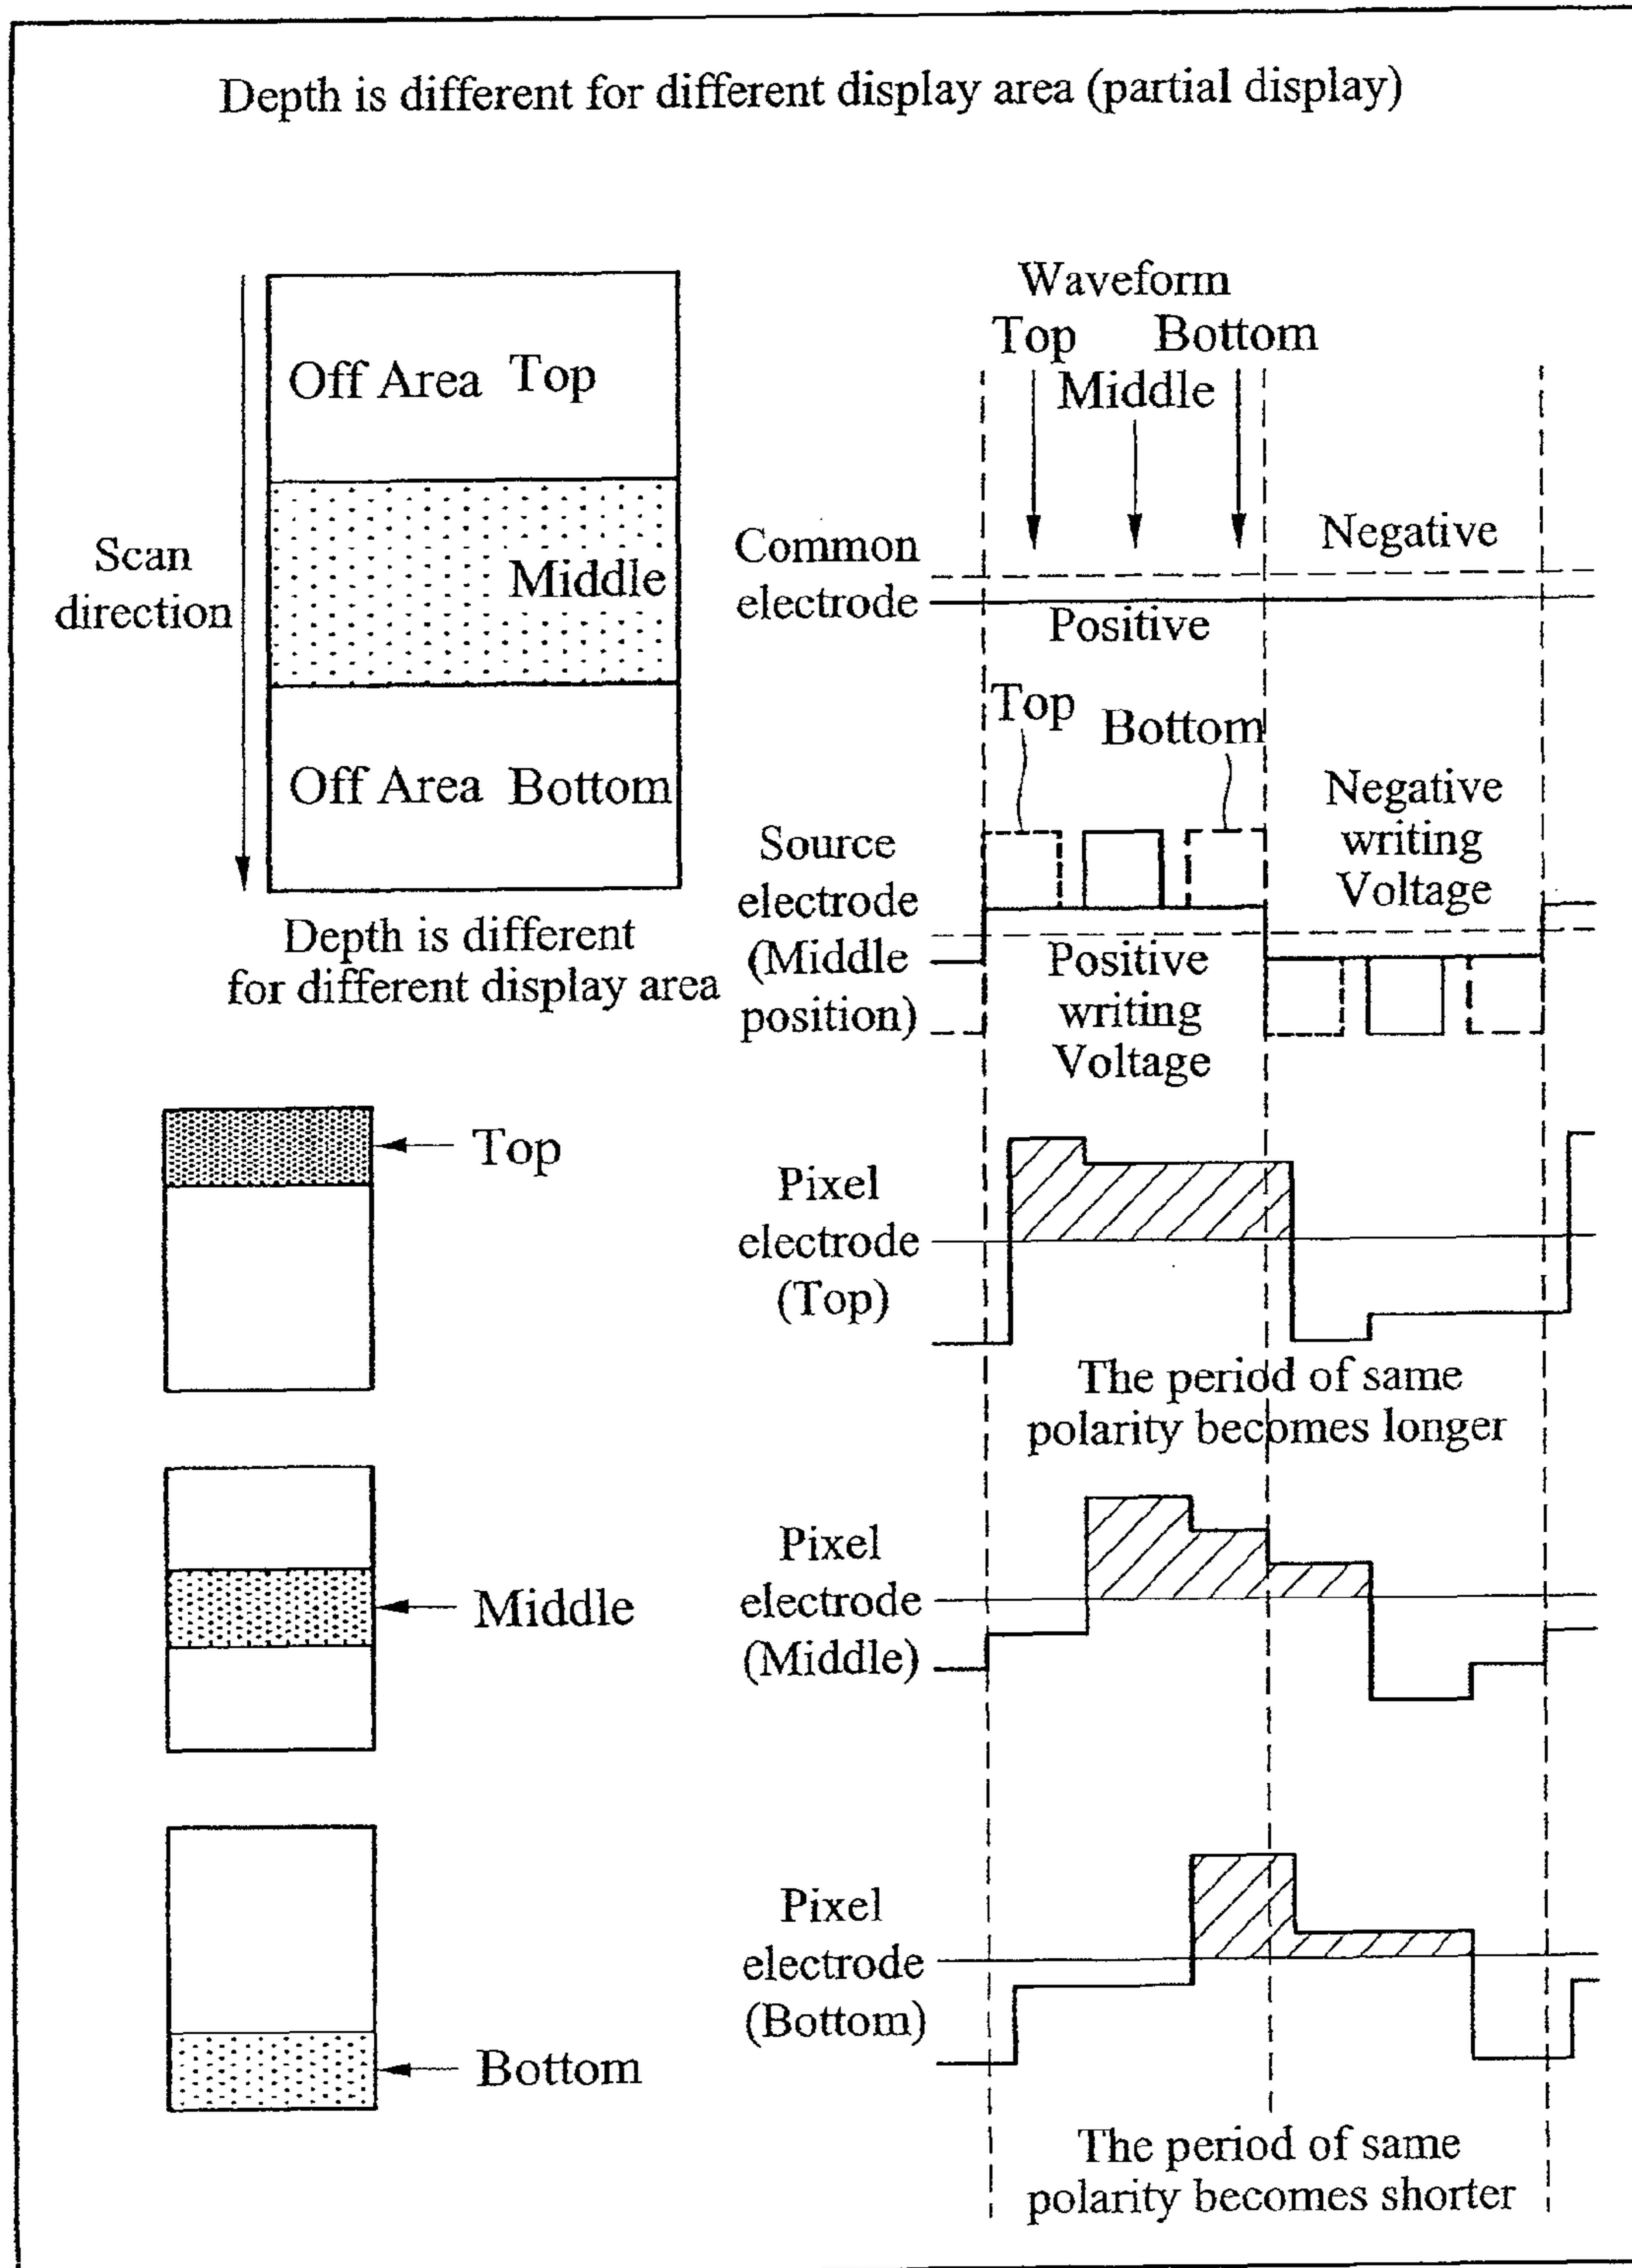 Depth is different for different display area (partial display)
Off Area Top
Middle
Off Area Bottom
Scan
direction
Depth is different
for different display area
Waveform
Top Bottom
Middle
Common
electrode
Negative
Positive
Top
Bottom
Source
electrode
(Middle
position)
Negative
writing
Voltage
Positive
writing
Voltage
Top
Pixel
electrode
(Top)
The period of same
polarity becomes longer
Middle
Pixel
electrode
(Middle)
Bottom
Pixel
electrode
(Bottom)
The period of same
polarity becomes shorter